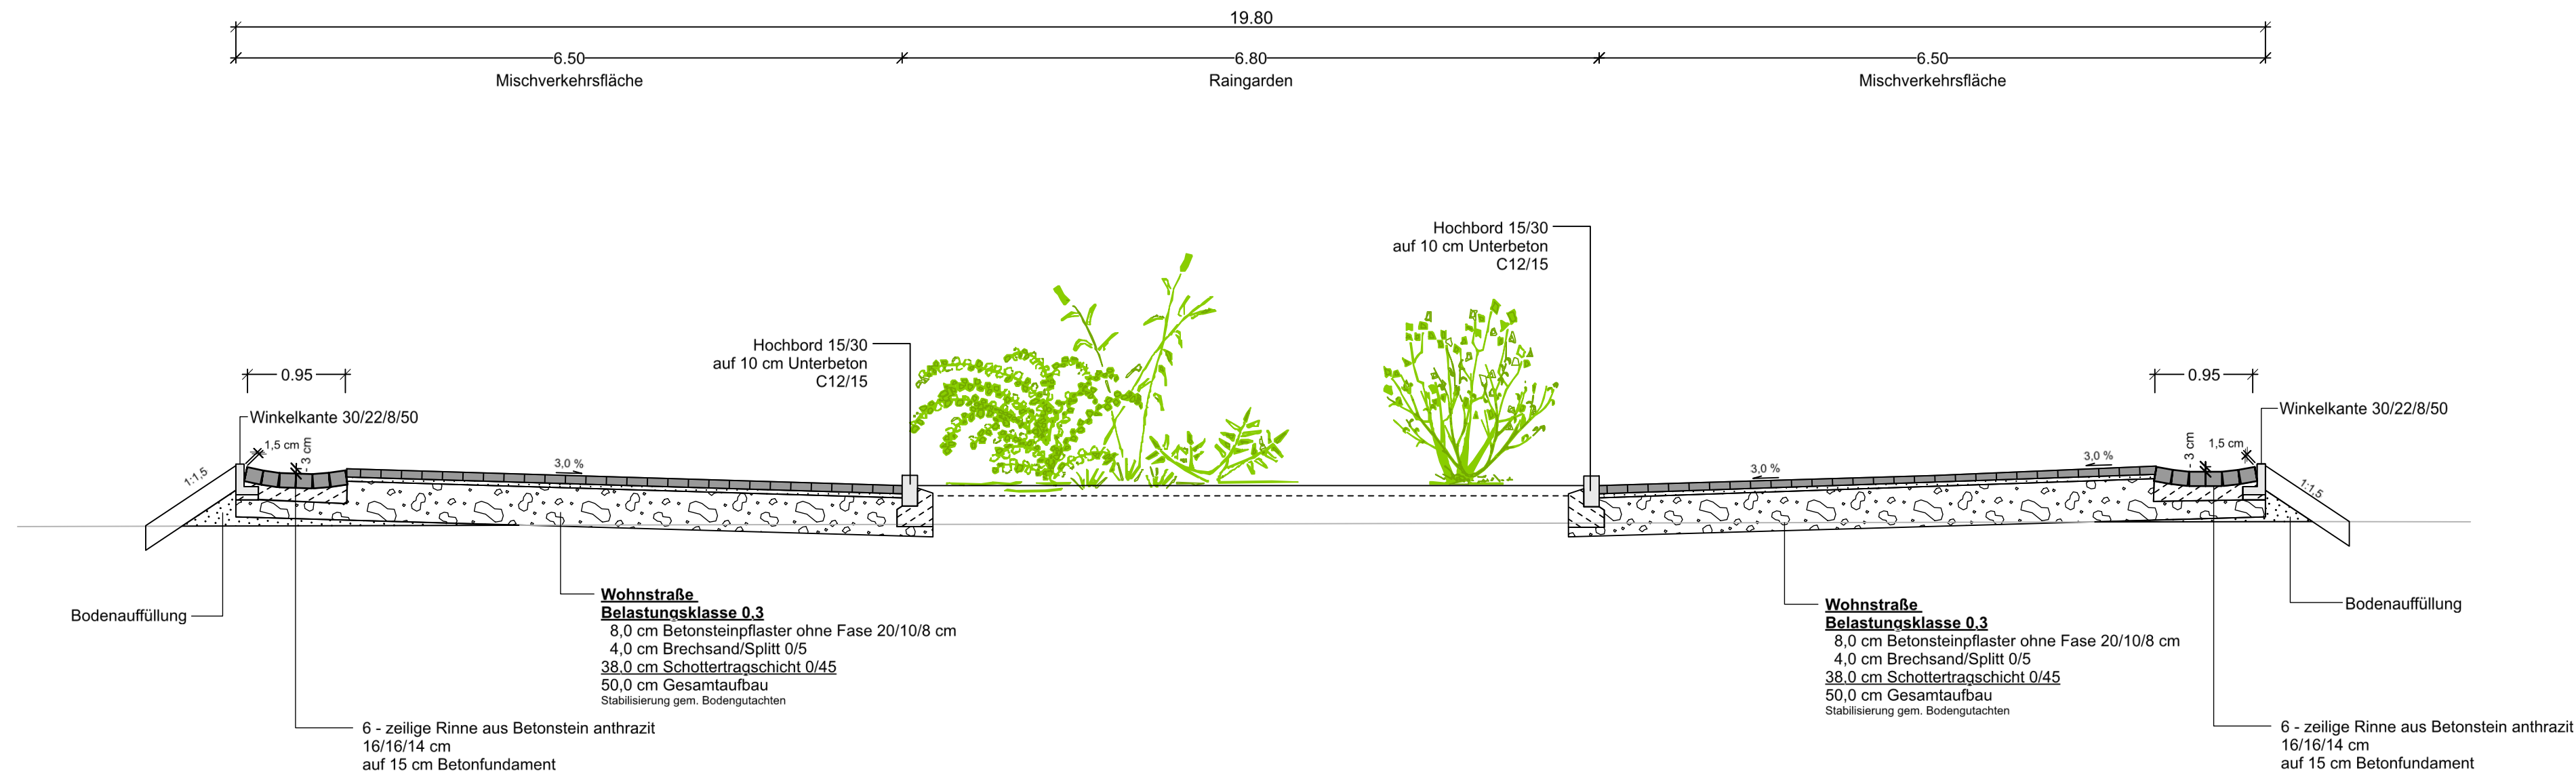 19.80
6.50
6.80
6.50
Mischverkehrsfläche
Raingarden
Mischverkehrsfläche
Hochbord 15/30
auf 10 cm Unterbeton
C12/15
Hochbord 15/30
auf 10 cm Unterbeton
C12/15
0.95
0.95
Winkelkante 30/22/8/50
Winkelkante 30/22/8/50
1:1,5
1,5 cm
3 cm
3,0 %
3,0 %
3,0 %
3 cm
1,5 cm
1:1,5
Bodenauffüllung
Wohnstraße
Belastungsklasse 0,3
8,0 cm Betonsteinpflaster ohne Fase 20/10/8 cm
4,0 cm Brechsand/Splitt 0/5
38,0 cm Schottertragschicht 0/45
50,0 cm Gesamtaufbau
Stabilisierung gem. Bodengutachten
6 - zeilige Rinne aus Betonstein anthrazit
16/16/14 cm
auf 15 cm Betonfundament
Wohnstraße
Belastungsklasse 0,3
8,0 cm Betonsteinpflaster ohne Fase 20/10/8 cm
4,0 cm Brechsand/Splitt 0/5
38,0 cm Schottertragschicht 0/45
50,0 cm Gesamtaufbau
Stabilisierung gem. Bodengutachten
Bodenauffüllung
6 - zeilige Rinne aus Betonstein anthrazit
16/16/14 cm
auf 15 cm Betonfundament